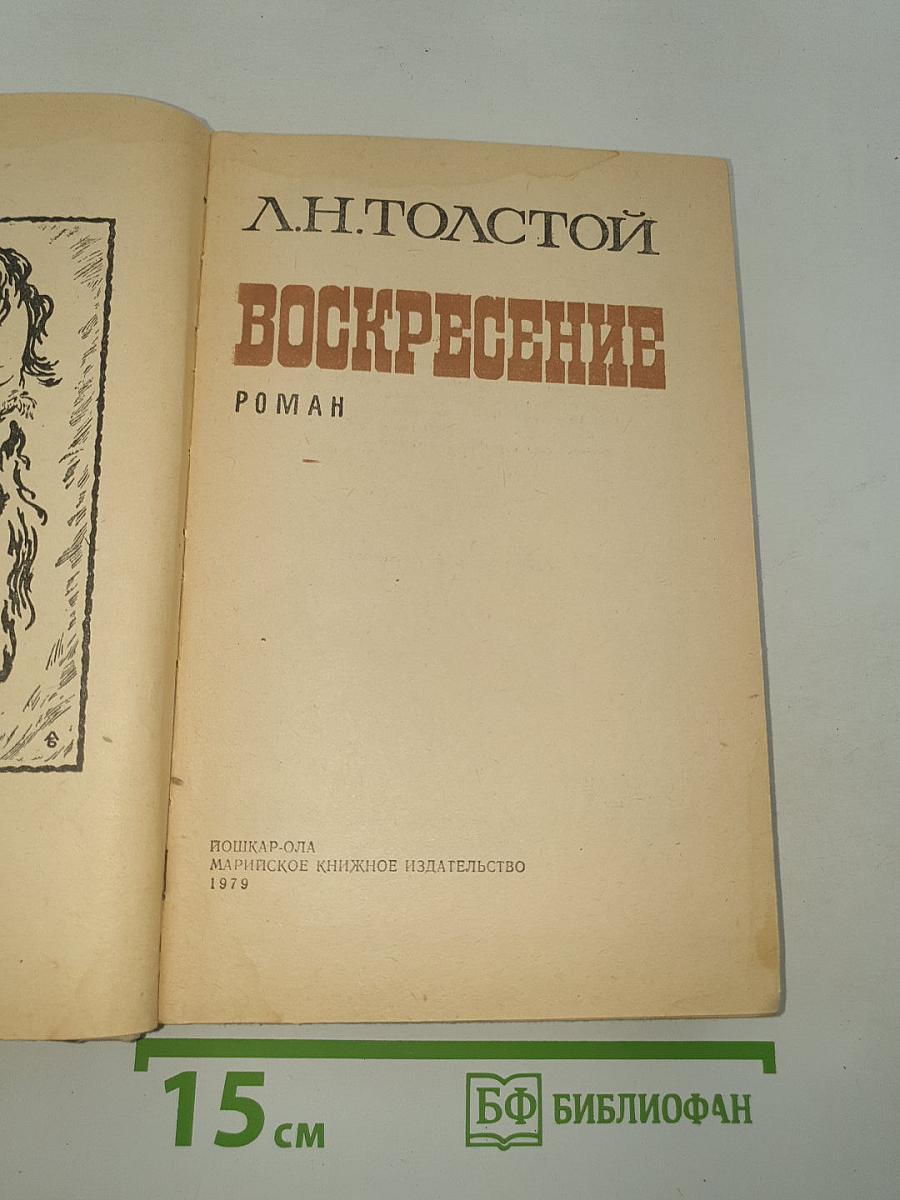 Л.Н.ТОЛСТОЙ
ВОСКРЕСЕНИЕ
РОМАН
ЙОШКАР-ОЛА
МАРИЙСКОЕ КНИЖНОЕ ИЗДАТЕЛЬСТВО
1979
15 см
БФ БИБЛИОФАН